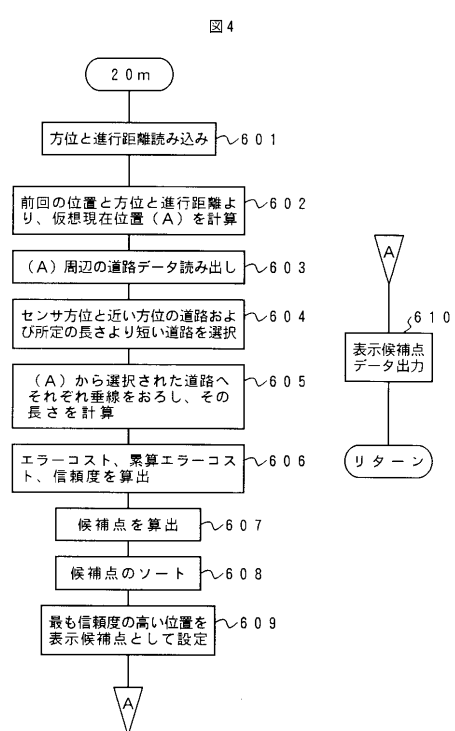 図4
20m
方位と進行距離読み込み
601
前回の位置と方位と進行距離よ
り、仮想現在位置(A)を計算
602
(A)周辺の道路データ読み出し
603
センサ方位と近い方位の道路およ
び所定の長さより短い道路を選択
604
(A)から選択された道路へ
それぞれ垂線をおろし、その
長さを計算
605
エラーコスト、累算エラーコス
ト、信頼度を算出
606
候補点を算出
607
候補点のソート
608
最も信頼度の高い位置を
表示候補点として設定
609
A
A
610
表示候補点
データ出力
リターン